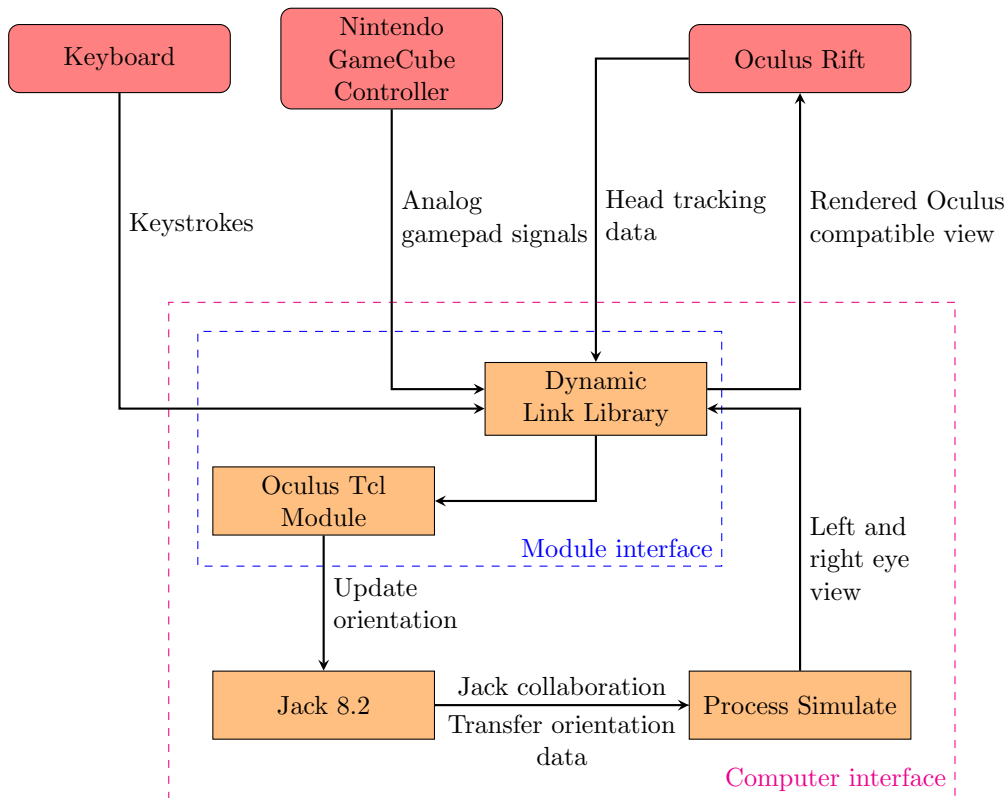 Keyboard
Nintendo
GameCube
Controller
Oculus Rift
Keystrokes
Analog
gamepad signals
Head tracking
data
Rendered Oculus
compatible view
Dynamic
Link Library
Oculus Tcl
Module
Module interface
Left and
right eye
view
Update
orientation
Jack 8.2
Jack collaboration
Transfer orientation
data
Process Simulate
Computer interface